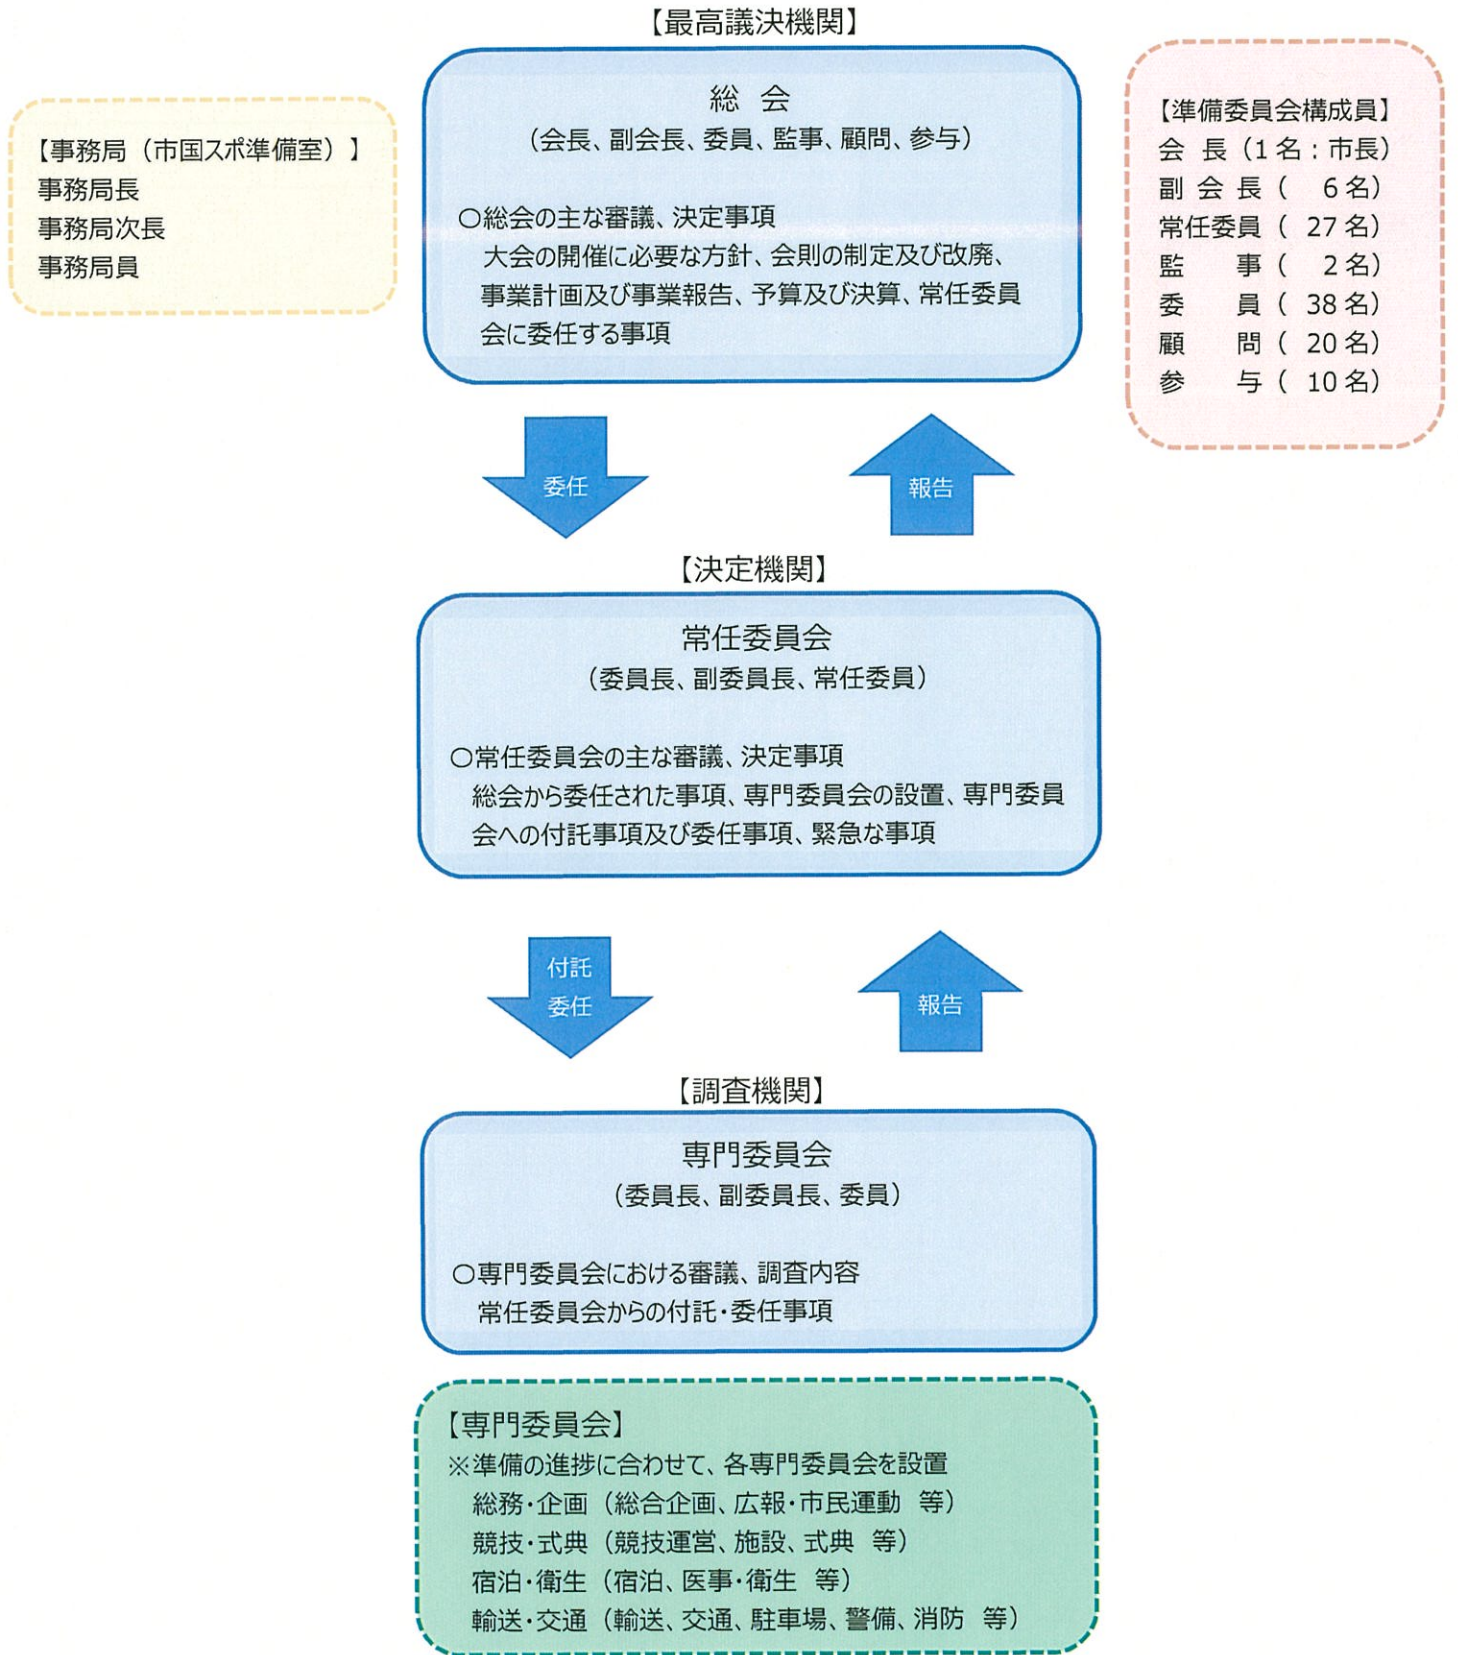 【最高議決機関】
総 会
（会長、副会長、委員、監事、顧問、参与）
○総会の主な審議、決定事項
大会の開催に必要な方針、会則の制定及び改廃、
事業計画及び事業報告、予算及び決算、常任委員
会に委任する事項
【事務局（市国スポ準備室）】
事務局長
事務局次長
事務局員
【準備委員会構成員】
会 長（1名：市長）
副 会 長（ 6名）
常任委員（ 27名）
監 事（ 2名）
委 員（ 38名）
顧 問（ 20名）
参 与（ 10名）
委任
報告
【決定機関】
常任委員会
（委員長、副委員長、常任委員）
○常任委員会の主な審議、決定事項
総会から委任された事項、専門委員会の設置、専門委員
会への付託事項及び委任事項、緊急な事項
付託
委任
報告
【調査機関】
専門委員会
（委員長、副委員長、委員）
○専門委員会における審議、調査内容
常任委員会からの付託・委任事項
【専門委員会】
※準備の進捗に合わせて、各専門委員会を設置
総務・企画（総合企画、広報・市民運動 等）
競技・式典（競技運営、施設、式典 等）
宿泊・衛生（宿泊、医事・衛生 等）
輸送・交通（輸送、交通、駐車場、警備、消防 等）